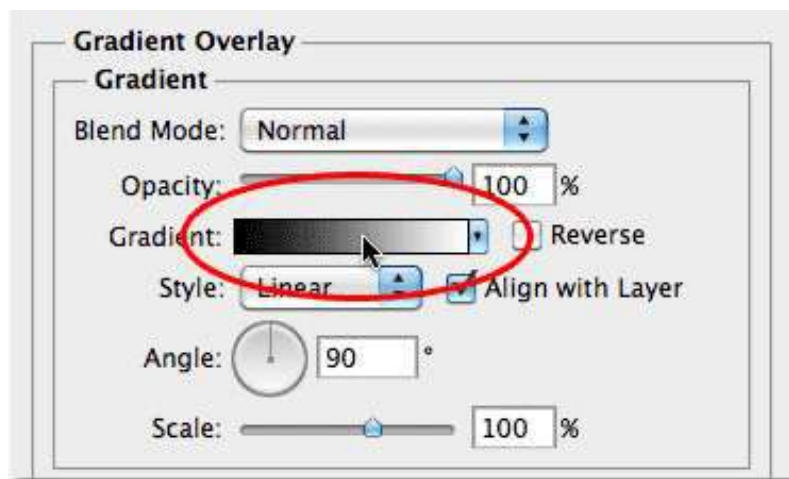 Gradient Overlay
Gradient
Blend Mode: Normal
Opacity: 100 %
Gradient: Reverse
Style: Linear Align with Layer
Angle: 90 °
Scale: 100 %